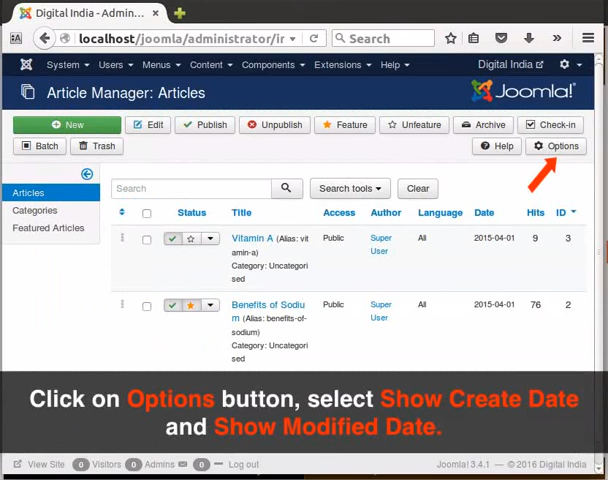 Digital India - Admin...
localhost/joomla/administrator/ir
Search
System Users Menus Content Components Extensions Help Digital India
Article Manager: Articles
Joomla!
New Edit Publish Unpublish Feature Unfeature Archive Check-in
Batch Trash Help Options
Articles
Categories
Featured Articles
Search Search tools Clear
Status Title Access Author Language Date Hits ID
Vitamin A (Alias: vit
amin-a)
Category: Uncategori
sed
Public Super
User
All 2015-04-01 9 3
Benefits of Sodiu
m (Alias: benefits-of-
sodium)
Category: Uncategori
sed
Public Super
User
All 2015-04-01 76 2
Click on Options button, select Show Create Date
and Show Modified Date.
View Site 0 Visitors 0 Admins 0 Log out Joomla! 3.4.1 — © 2016 Digital India